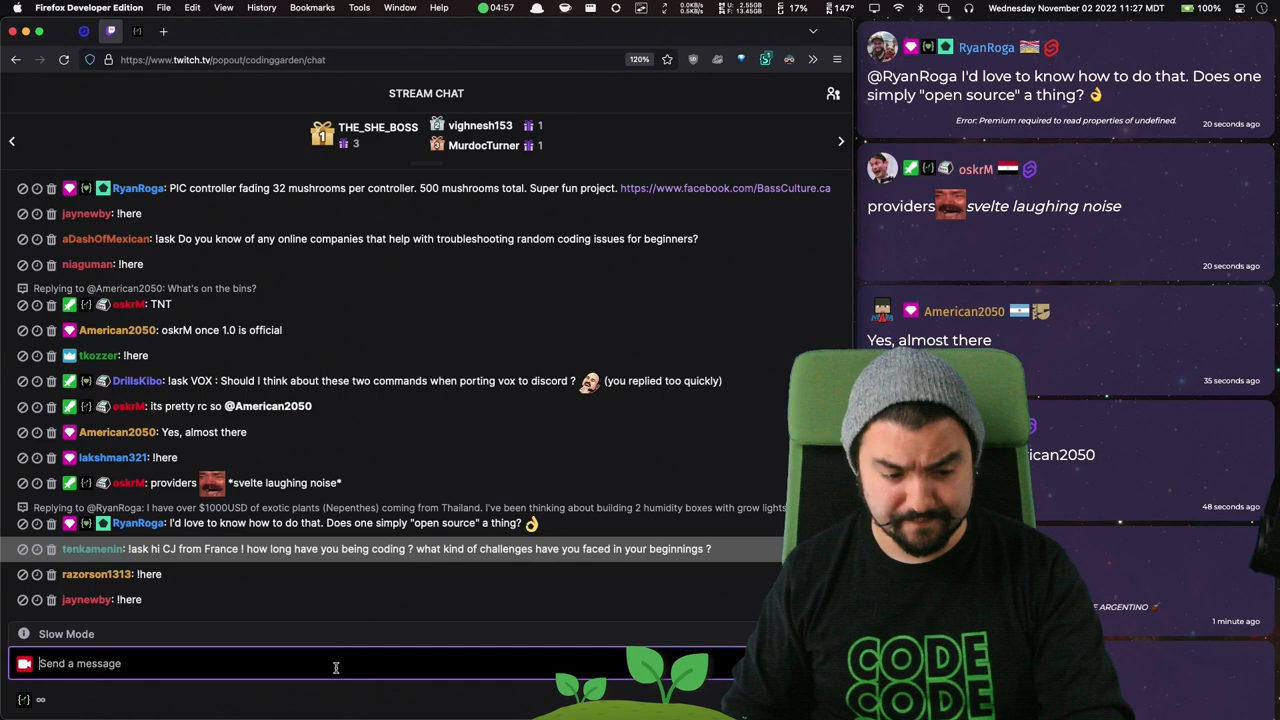 Firefox Developer Edition File Edit View History Bookmarks Tools Window Help 04:57 0.0KB/s 0.0KB/s U: 2.55GB F: 13.45GB 17% 147° Wednesday November 02 2022 11:27 MDT 100%
https://www.twitch.tv/popout/codinggarden/chat 120%
STREAM CHAT
1 THE_SHE_BOSS 3
vighnesh153 1
MurdocTurner 1
RyanRoga: PIC controller fading 32 mushrooms per controller. 500 mushrooms total. Super fun project. https://www.facebook.com/BassCulture.ca
jaynewby: !here
aDashOfMexican: !ask Do you know of any online companies that help with troubleshooting random coding issues for beginners?
niaguman: !here
Replying to @American2050: What's on the bins?
oskrM: TNT
American2050: oskrM once 1.0 is official
tkozzer: !here
DrillsKibo: !ask VOX : Should I think about these two commands when porting vox to discord ? (you replied too quickly)
oskrM: its pretty rc so @American2050
American2050: Yes, almost there
lakshman321: !here
oskrM: providers *svelte laughing noise*
Replying to @RyanRoga: I have over $1000USD of exotic plants (Nepenthes) coming from Thailand. I've been thinking about building 2 humidity boxes with grow lights
RyanRoga: I'd love to know how to do that. Does one simply "open source" a thing? 👌
tenkamenin: !ask hi CJ from France ! how long have you being coding ? what kind of challenges have you faced in your beginnings ?
razorson1313: !here
jaynewby: !here
Slow Mode
Send a message
∞
RyanRoga
@RyanRoga I'd love to know how to do that. Does one
simply "open source" a thing? 👌
Error: Premium required to read properties of undefined.
20 seconds ago
oskrM
providers svelte laughing noise
20 seconds ago
American2050
Yes, almost there
35 seconds ago
ican2050
48 seconds ago
E ARGENTINO
1 minute ago
CODE
CODE